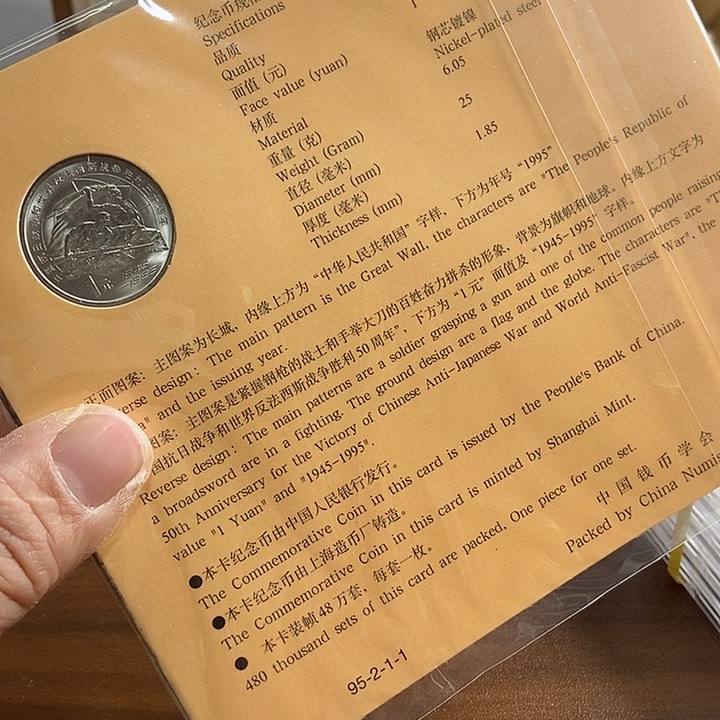 纪念币规格
Specifications
品质
Quality
面值 (元)
Face value (yuan)
1
材质
Material
钢芯镀镍
Nickel-plated steel
重量 (克)
Weight (Gram)
6.05
直径 (毫米)
Diameter (mm)
25
厚度 (毫米)
Thickness (mm)
1.85
正面图案：主图案为长城，内缘上方为“中华人民共和国”字样，下方为年号“1995”
verse design: The main pattern is the Great Wall, the characters are "The People's Republic of
a" and the issuing year.
图案：主图案是紧握钢枪的战士和手举大刀的百姓奋力拼杀的形象，背景为旗帜和地球。内缘上方文字为
国抗日战争和世界反法西斯战争胜利50周年”，下方为“1元”面值及“1945-1995”字样。
Reverse design: The main patterns are a soldier grasping a gun and one of the common people raising
a broadsword are in a fighting. The ground design are a flag and the globe. The characters are "T
50th Anniversary for the Victory of Chinese Anti-Japanese War and World Anti-Fascist War", the
value "1 Yuan" and "1945-1995".
●本卡纪念币由中国人民银行发行。
The Commemorative Coin in this card is issued by the People's Bank of China.
●本卡纪念币由上海造币厂铸造。
The Commemorative Coin in this card is minted by Shanghai Mint.
● 本卡装帧48万套，每套一枚。
480 thousand sets of this card are packed, One piece for one set.
中国钱币学会
Packed by China Numis
95-2-1-1
1元
1945
1995